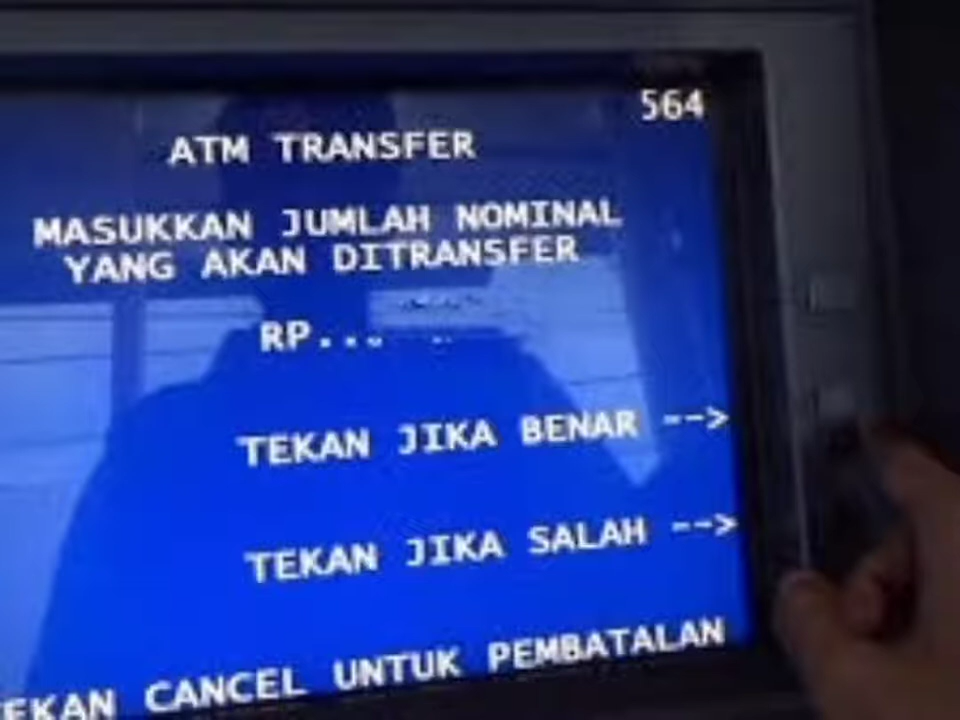 564
ATM TRANSFER
MASUKKAN JUMLAH NOMINAL
YANG AKAN DITRANSFER
RP...
TEKAN JIKA BENAR -->
TEKAN JIKA SALAH -->
EKAN CANCEL UNTUK PEMBATALAN